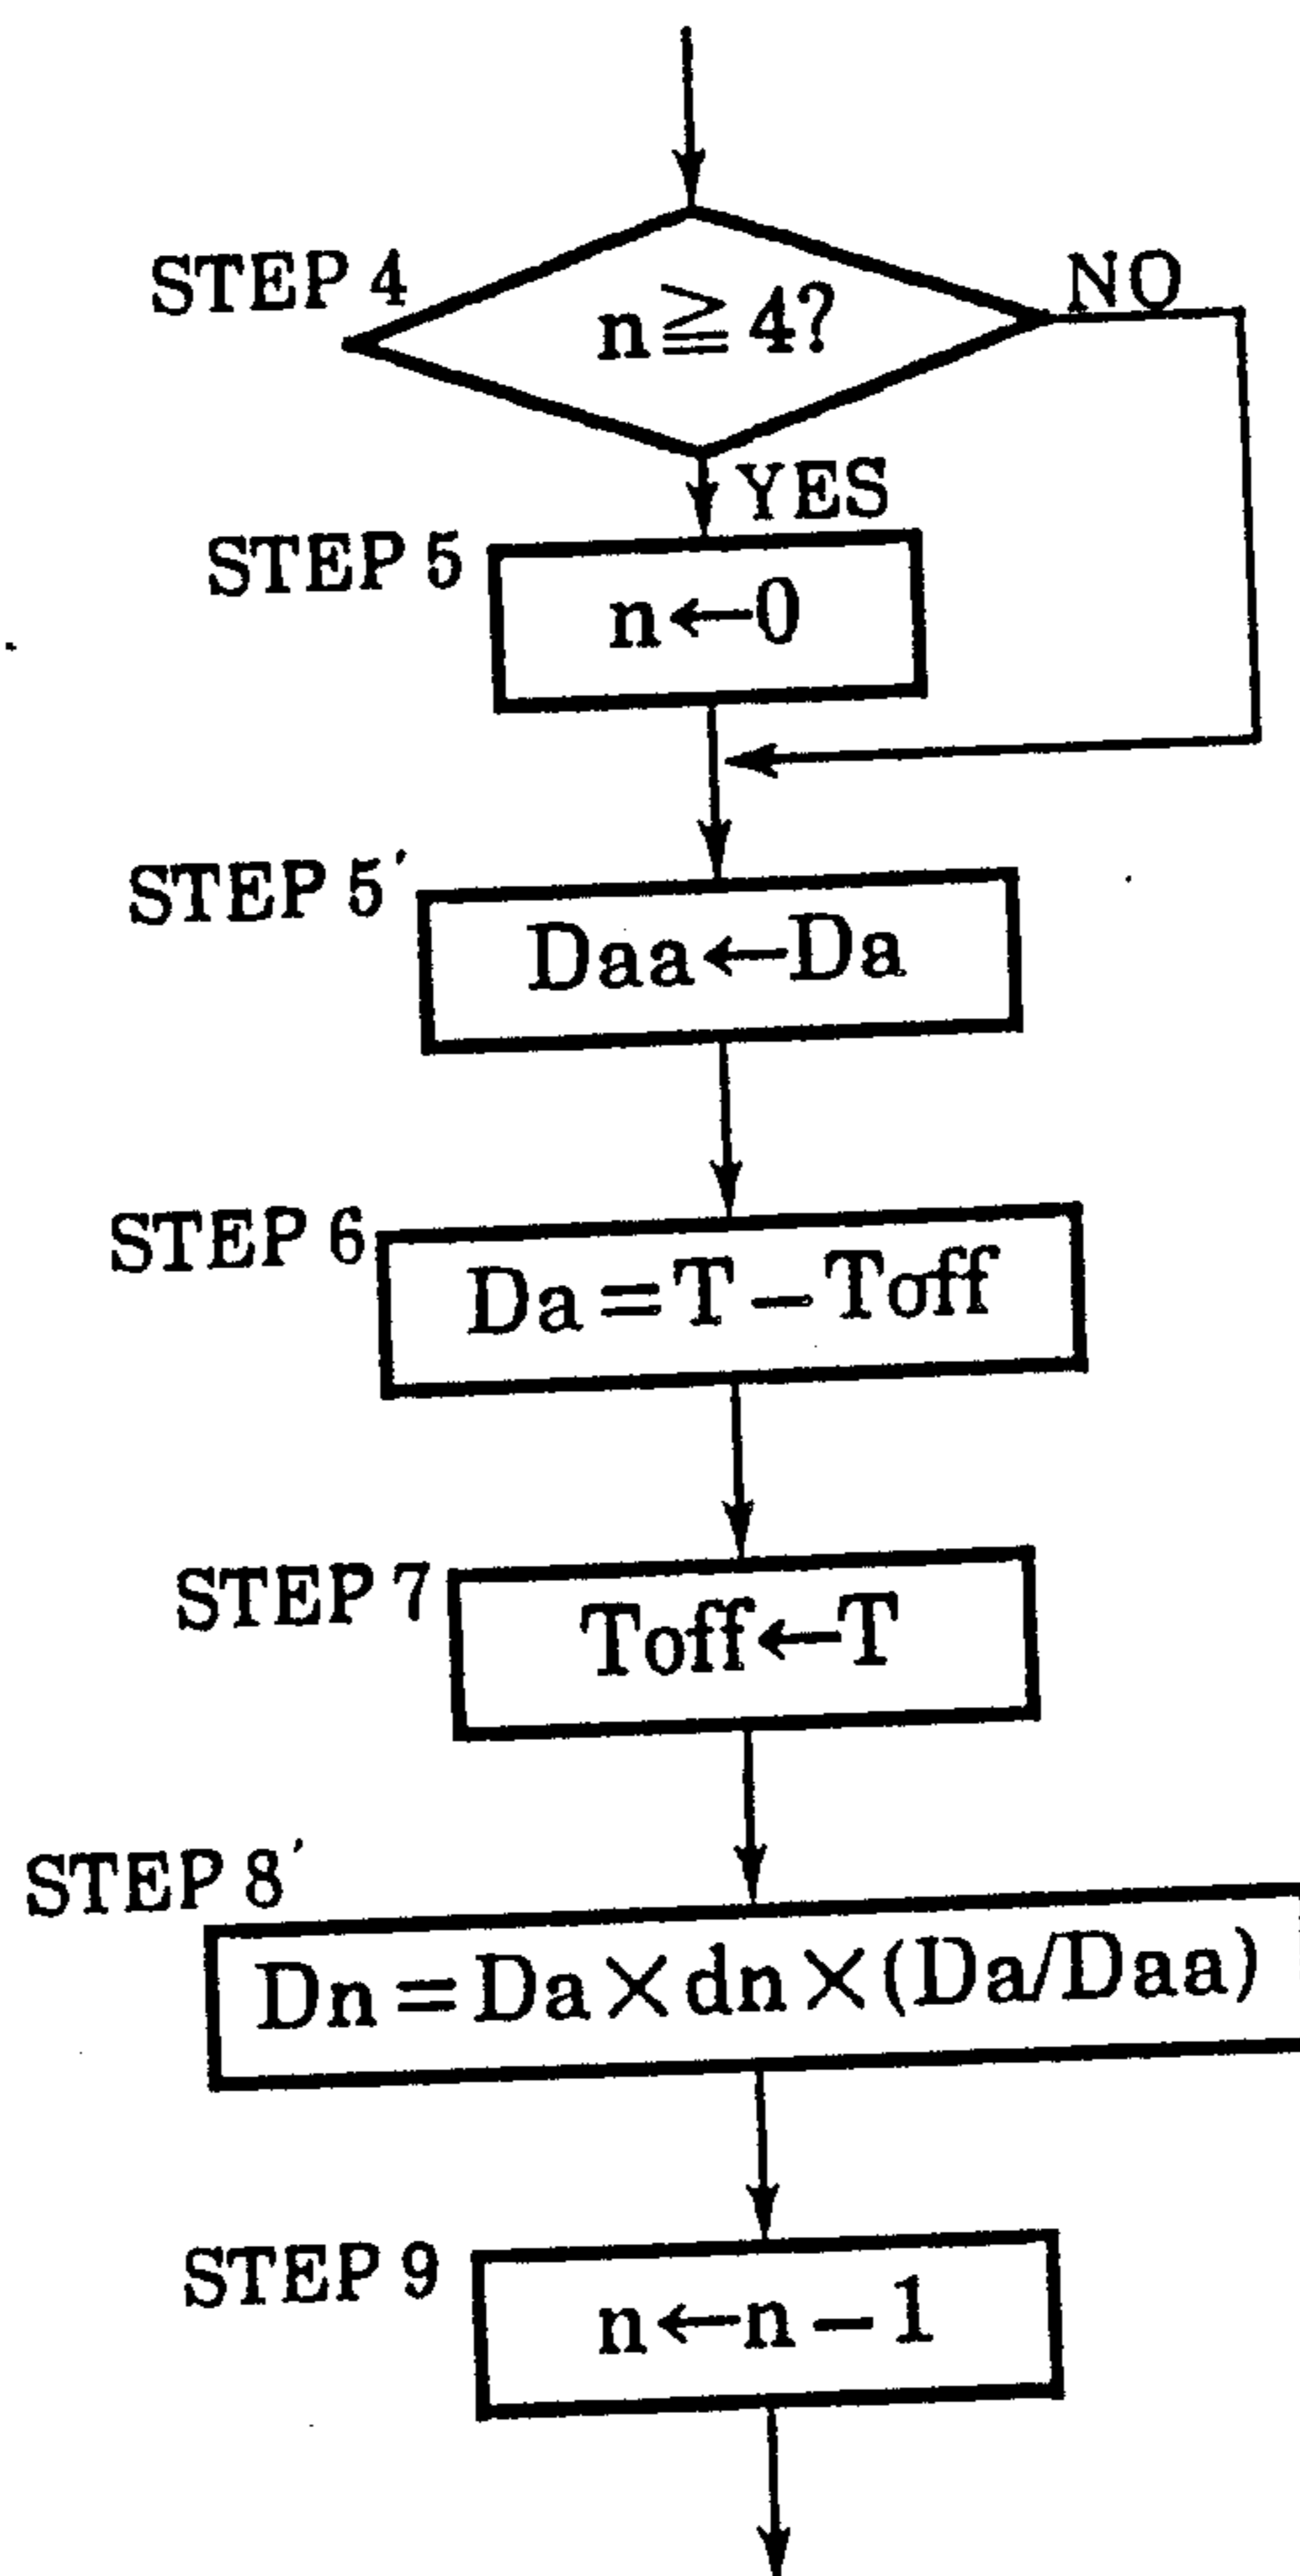 STEP 4
n≧4?
NO
YES
STEP 5
n←0
STEP 5'
Daa←Da
STEP 6
Da=T−Toff
STEP 7
Toff←T
STEP 8'
Dn=Da×dn×(Da/Daa)
STEP 9
n←n−1